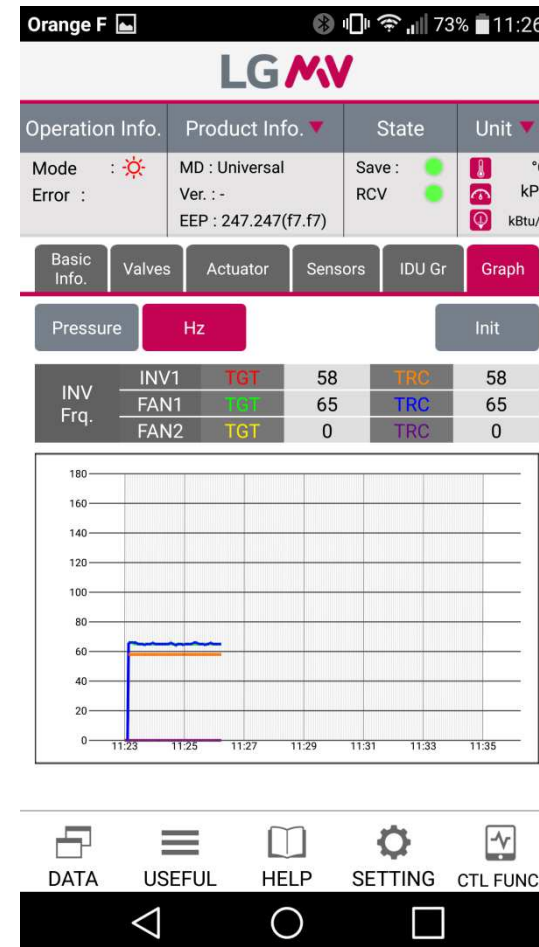 Orange F 73% 11:26
LG MV
Operation Info. Product Info. ▼ State Unit ▼
Mode : MD : Universal Save :
Error : Ver. : - RCV kP
EEP : 247.247(f7.f7) kBtu/
Basic Info. Valves Actuator Sensors IDU Gr Graph
Pressure Hz Init
INV Frq.
INV1 TGT 58 TRC 58
FAN1 TGT 65 TRC 65
FAN2 TGT 0 TRC 0
180
160
140
120
100
80
60
40
20
0
11:23 11:25 11:27 11:29 11:31 11:33 11:35
DATA USEFUL HELP SETTING CTL FUNC